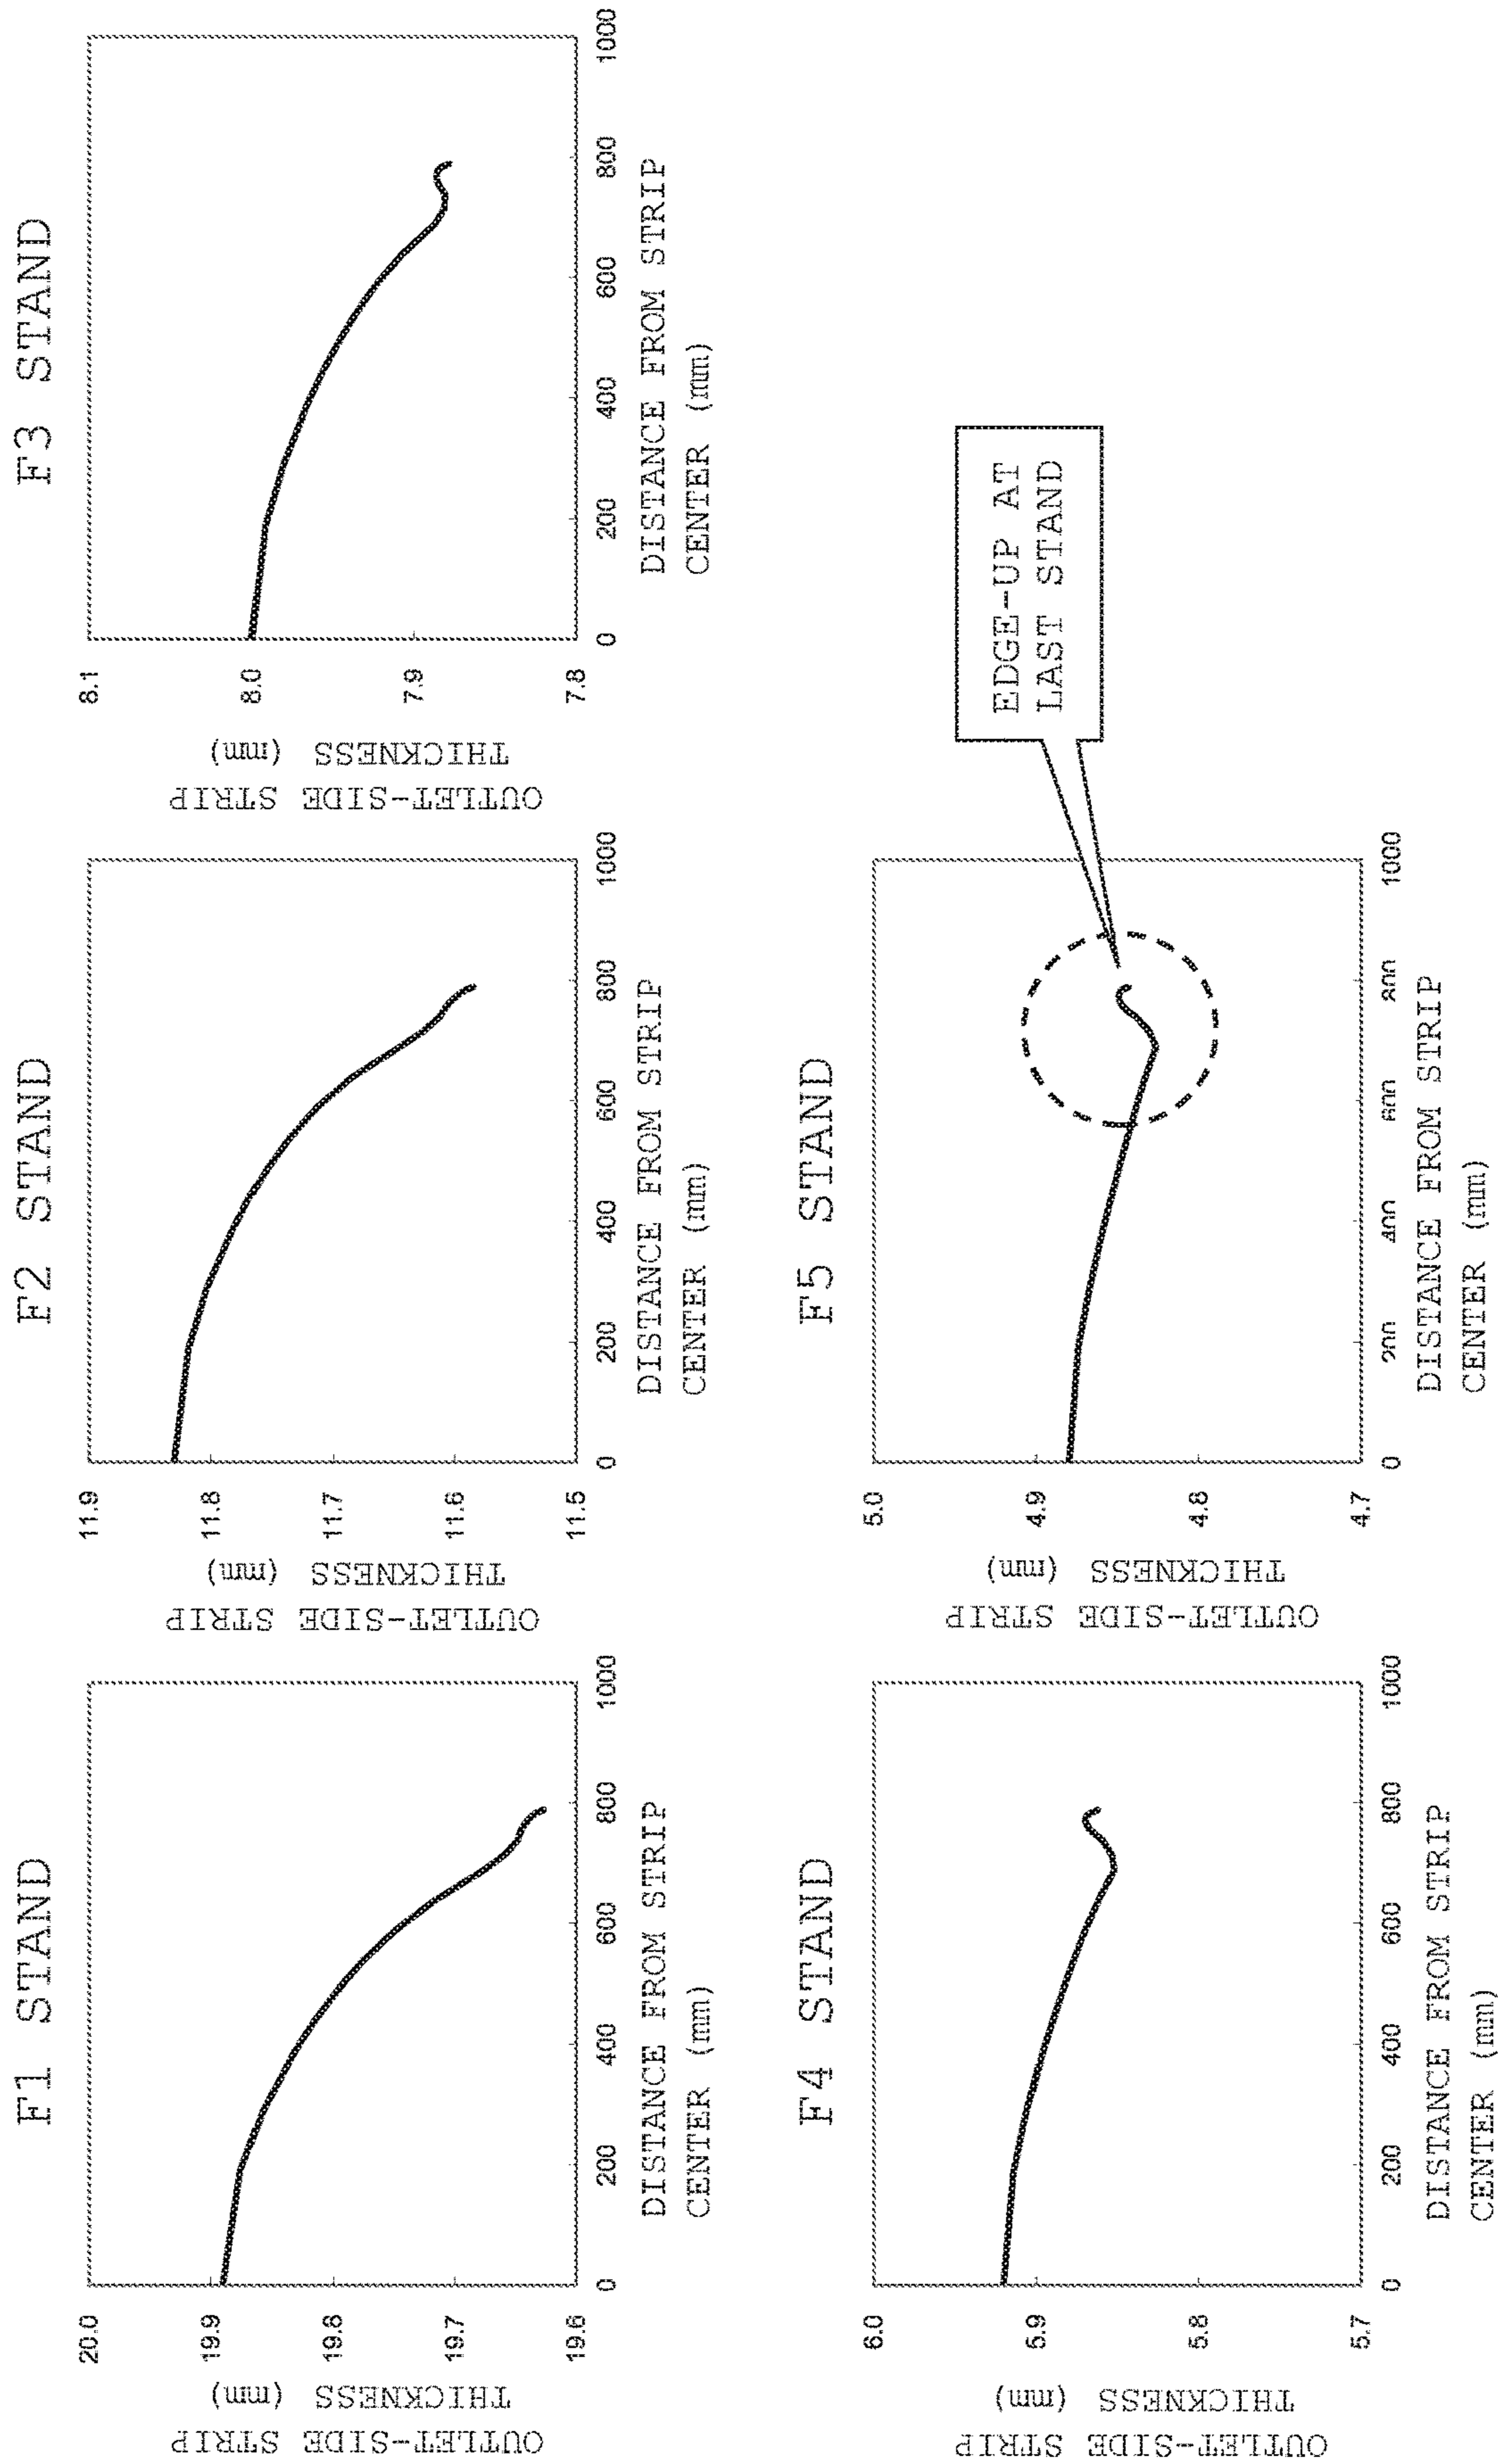 F1 STAND
OUTLET-SIDE STRIP
THICKNESS (mm)
20.0
19.9
19.8
19.7
19.6
0 200 400 600 800 1000
DISTANCE FROM STRIP
CENTER (mm)
F2 STAND
OUTLET-SIDE STRIP
THICKNESS (mm)
11.9
11.8
11.7
11.6
11.5
0 200 400 600 800 1000
DISTANCE FROM STRIP
CENTER (mm)
F3 STAND
OUTLET-SIDE STRIP
THICKNESS (mm)
8.1
8.0
7.9
7.8
0 200 400 600 800 1000
DISTANCE FROM STRIP
CENTER (mm)
F4 STAND
OUTLET-SIDE STRIP
THICKNESS (mm)
6.0
5.9
5.8
5.7
0 200 400 600 800 1000
DISTANCE FROM STRIP
CENTER (mm)
F5 STAND
OUTLET-SIDE STRIP
THICKNESS (mm)
5.0
4.9
4.8
4.7
0 200 400 600 800 1000
DISTANCE FROM STRIP
CENTER (mm)
EDGE-UP AT
LAST STAND